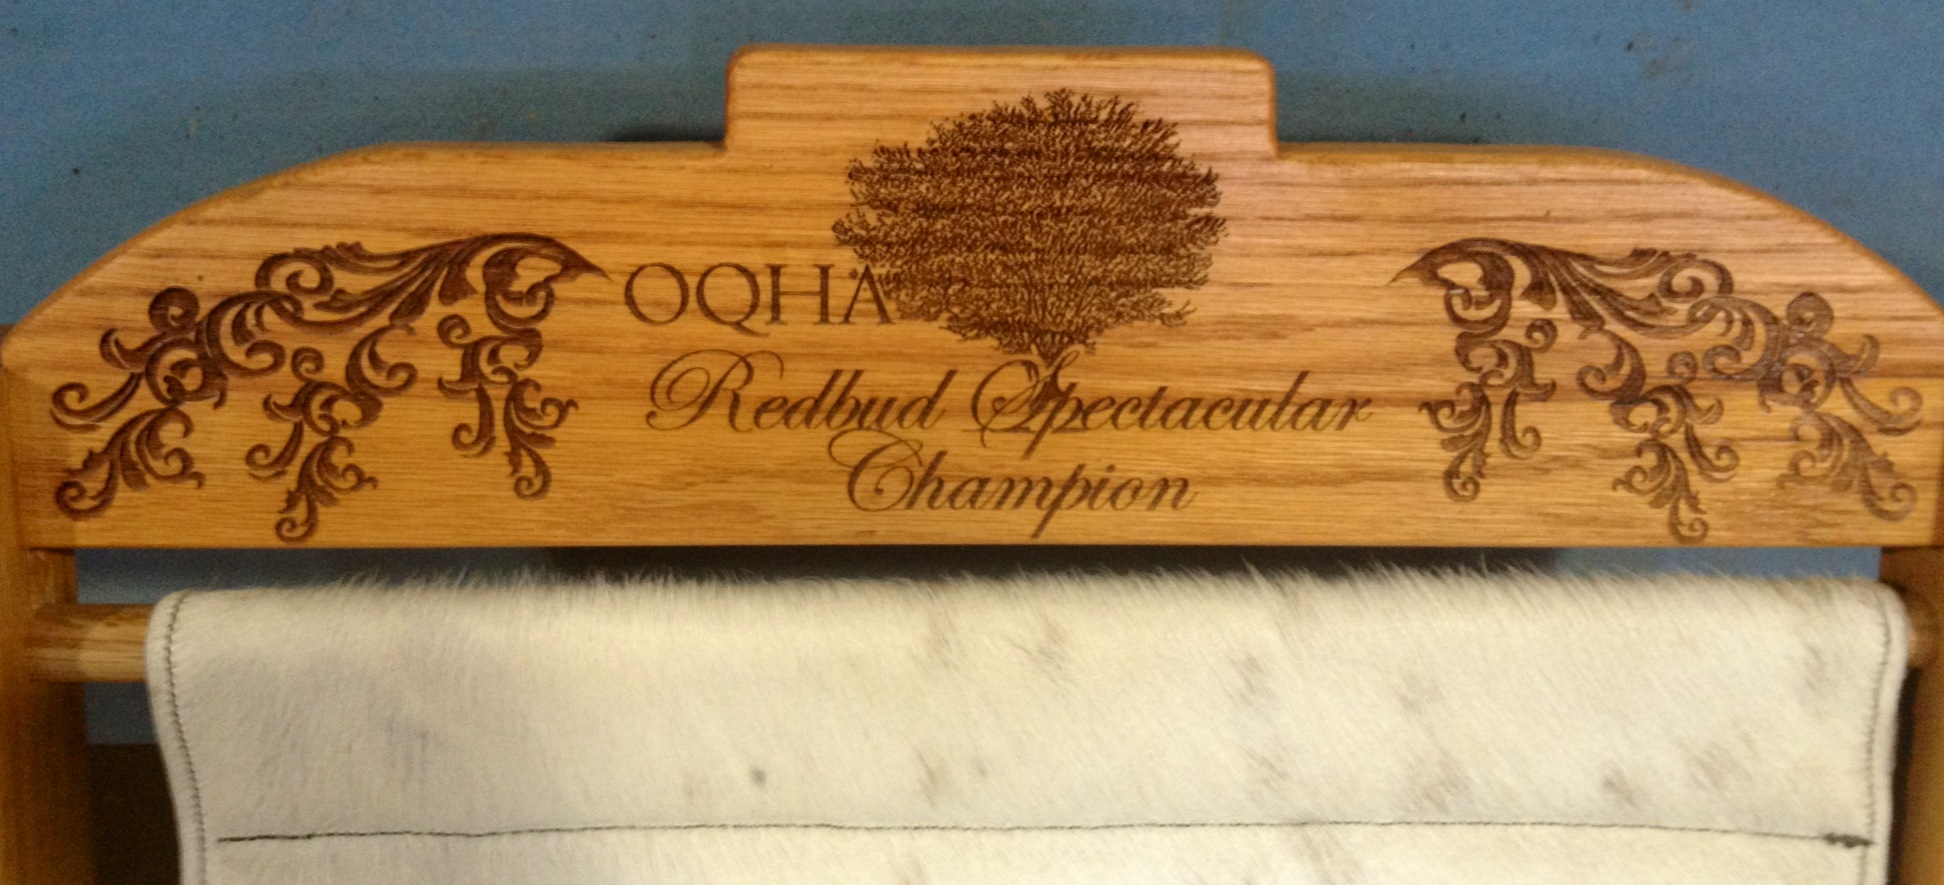 OQHA
Redbud Spectacular
Champion